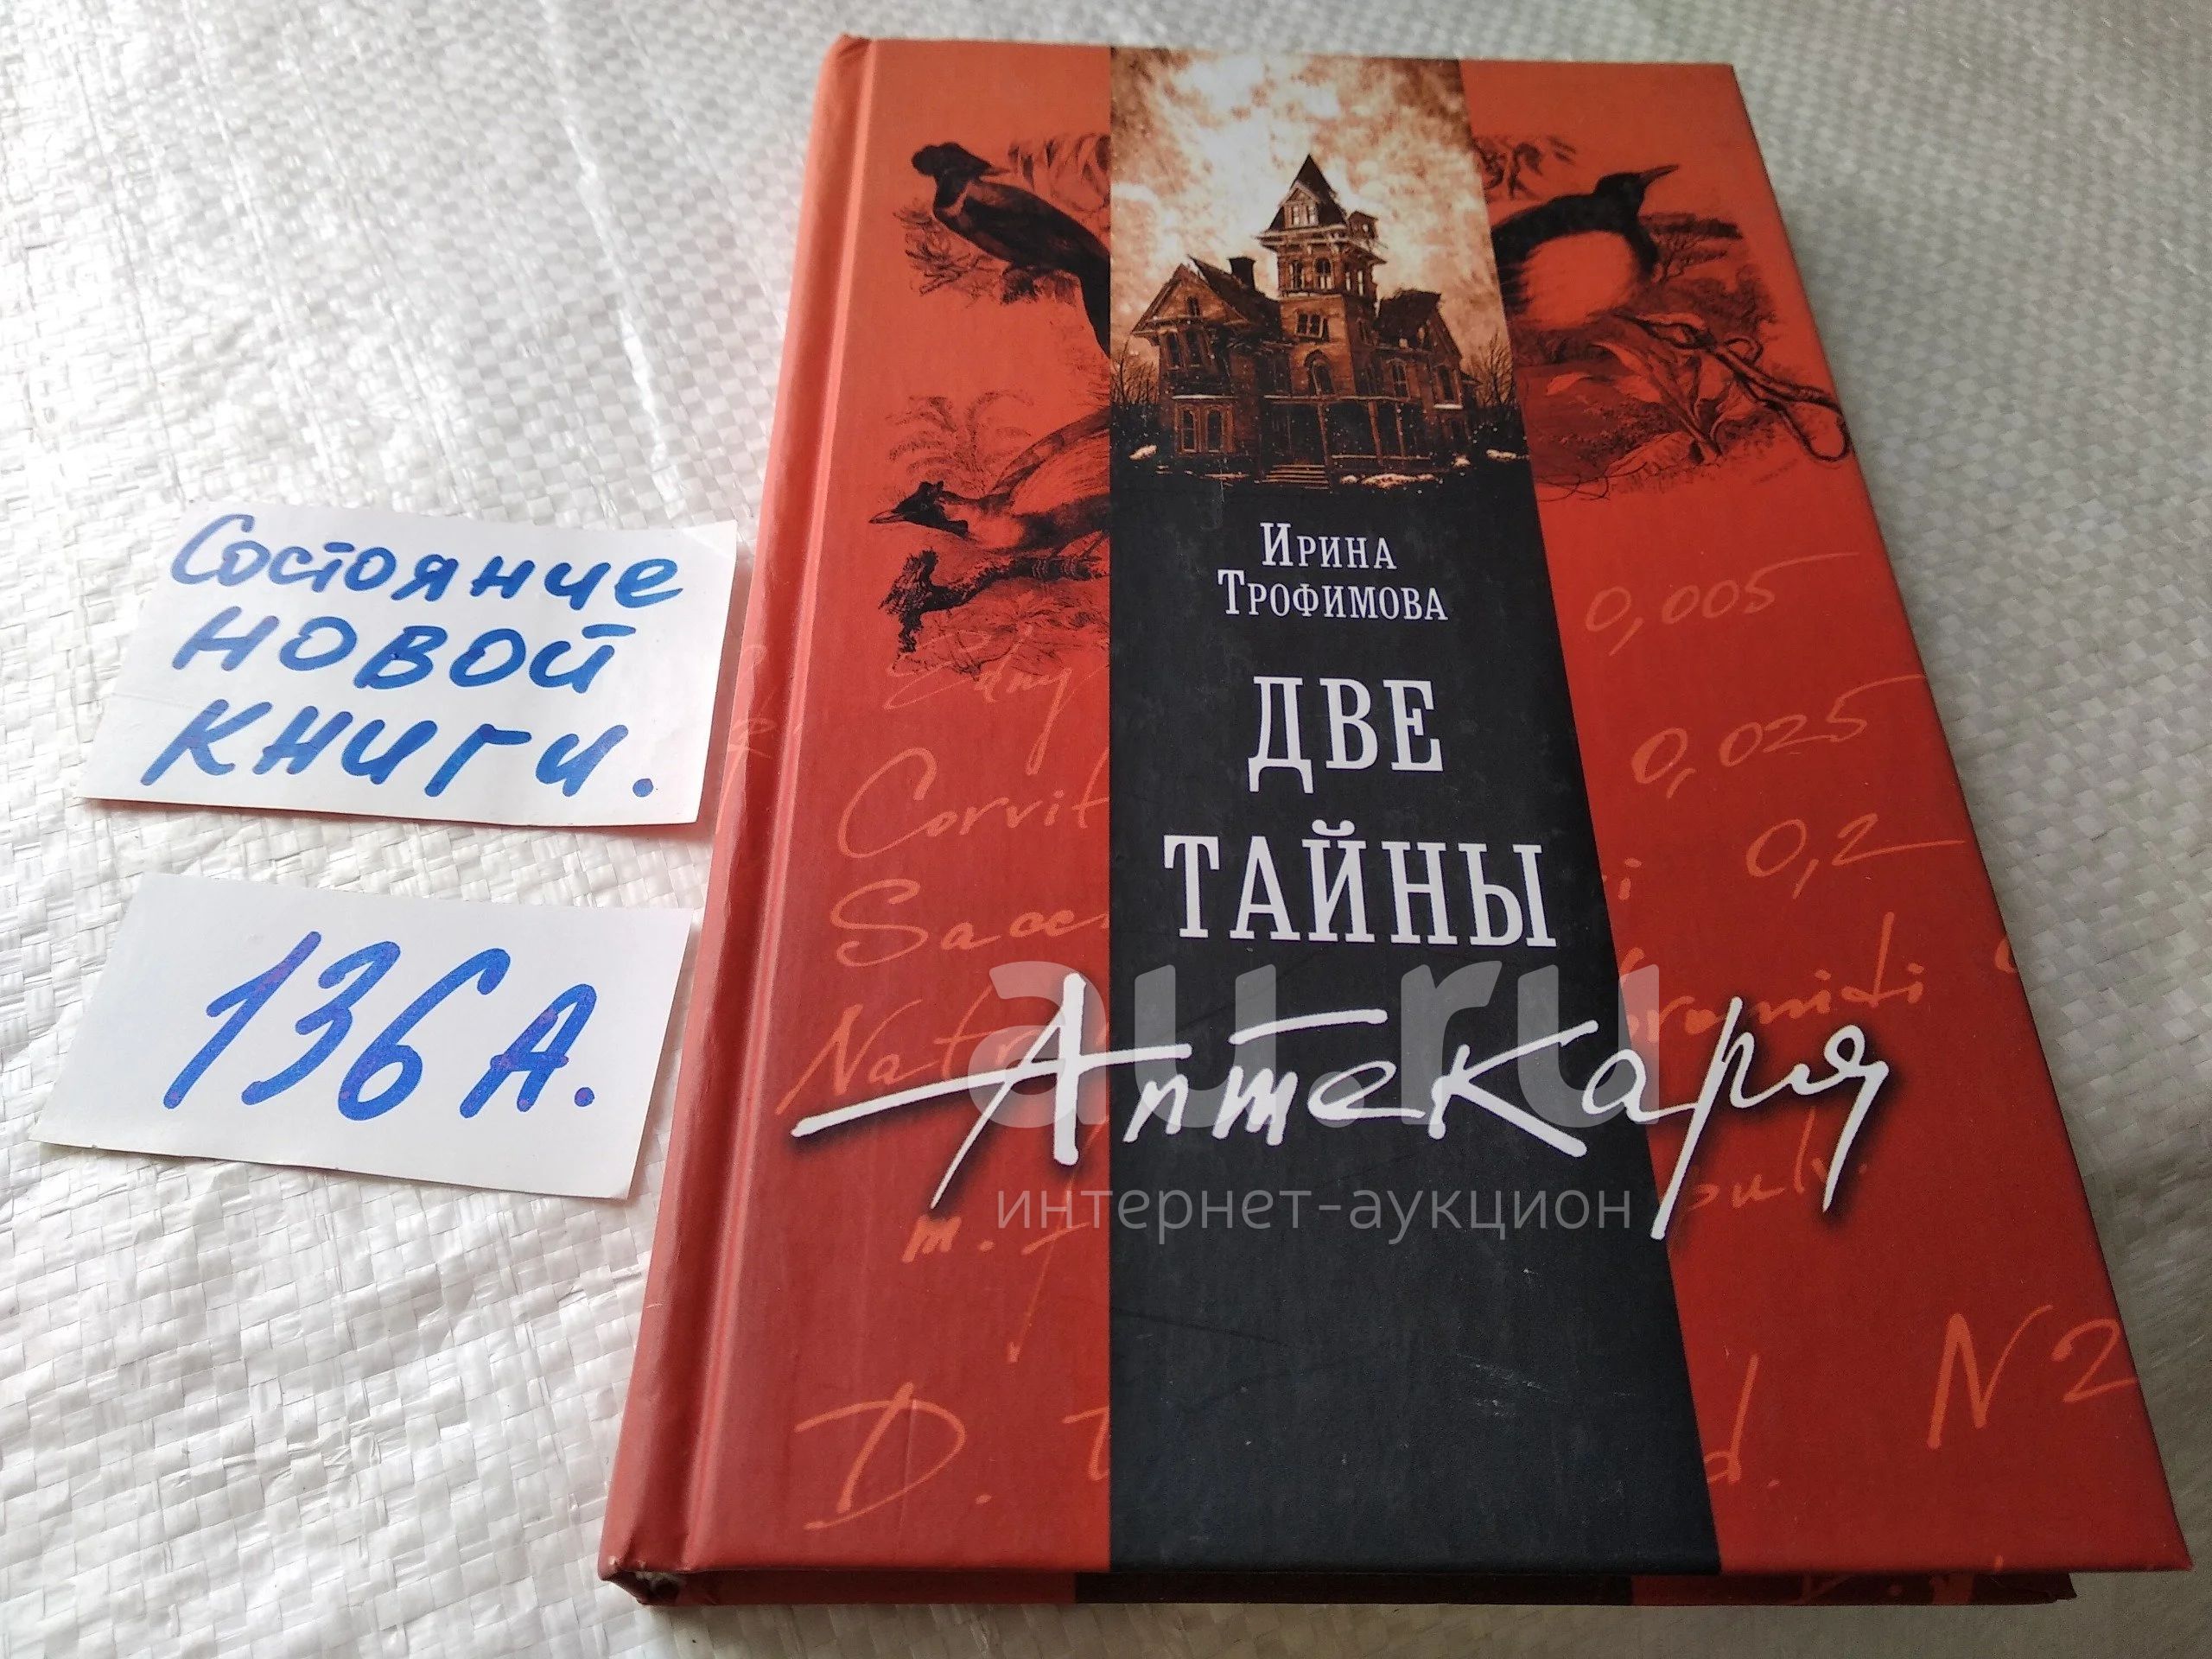 Состояние
новой
книги.
136А.
Ирина
Трофимова
ДВЕ
ТАЙНЫ
Аптекаря
au.ru
интернет-аукцион
0,005
0,025
0,2
m.
pulv.
D.
d.
N2